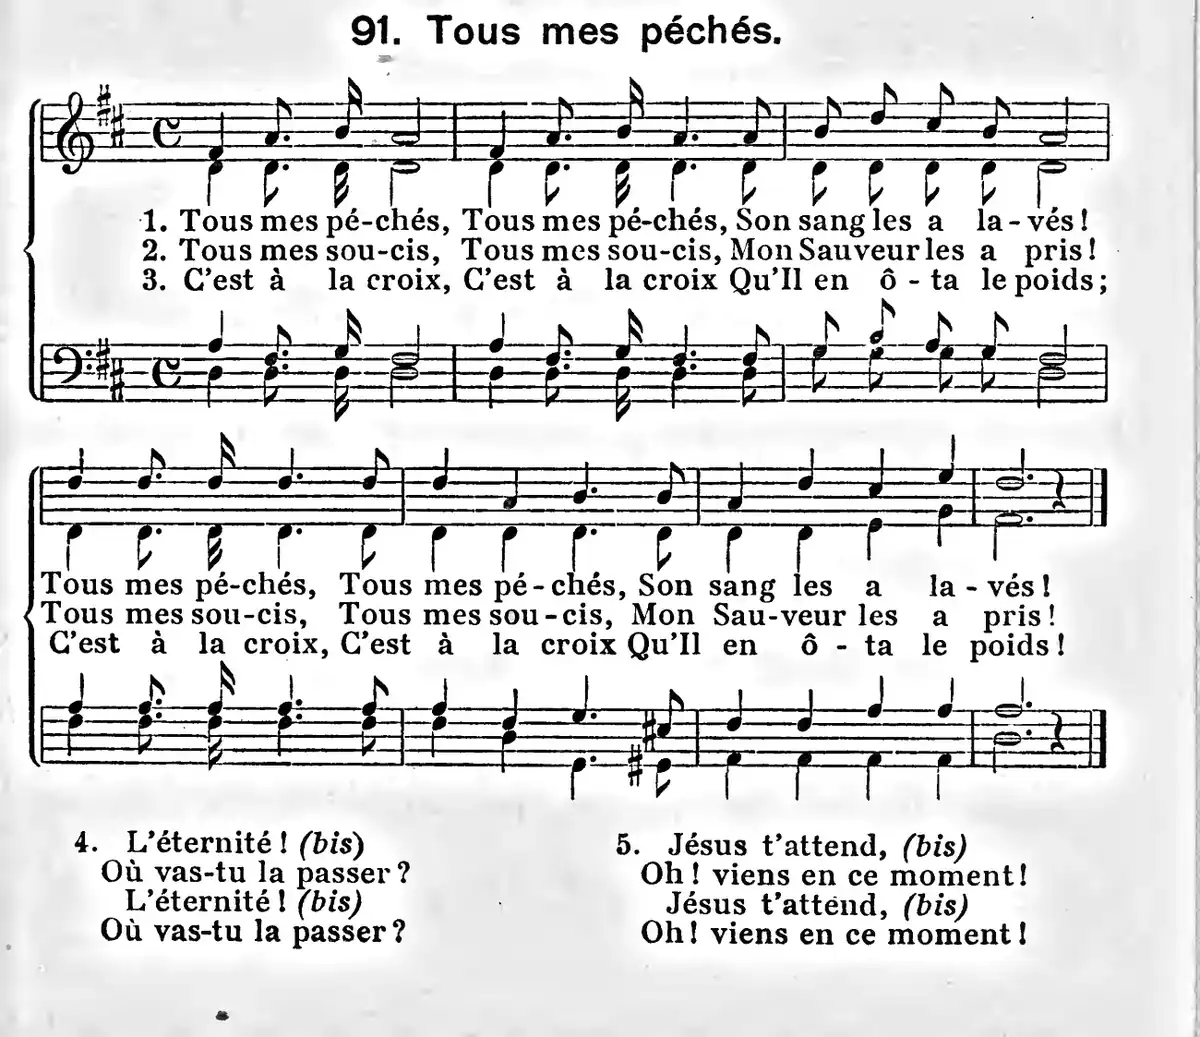 91. Tous mes péchés.
1. Tous mes pé-chés, Tous mes pé-chés, Son sang les a la-vés!
2. Tous mes sou-cis, Tous mes sou-cis, Mon Sauveur les a pris!
3. C'est à la croix, C'est à la croix Qu'Il en ô-ta le poids;
Tous mes pé-chés, Tous mes pé-chés, Son sang les a la-vés!
Tous mes sou-cis, Tous mes sou-cis, Mon Sau-veur les a pris!
C'est à la croix, C'est à la croix Qu'Il en ô-ta le poids!
4. L'éternité! (bis)
Où vas-tu la passer?
L'éternité! (bis)
Où vas-tu la passer?
5. Jésus t'attend, (bis)
Oh! viens en ce moment!
Jésus t'attend, (bis)
Oh! viens en ce moment!